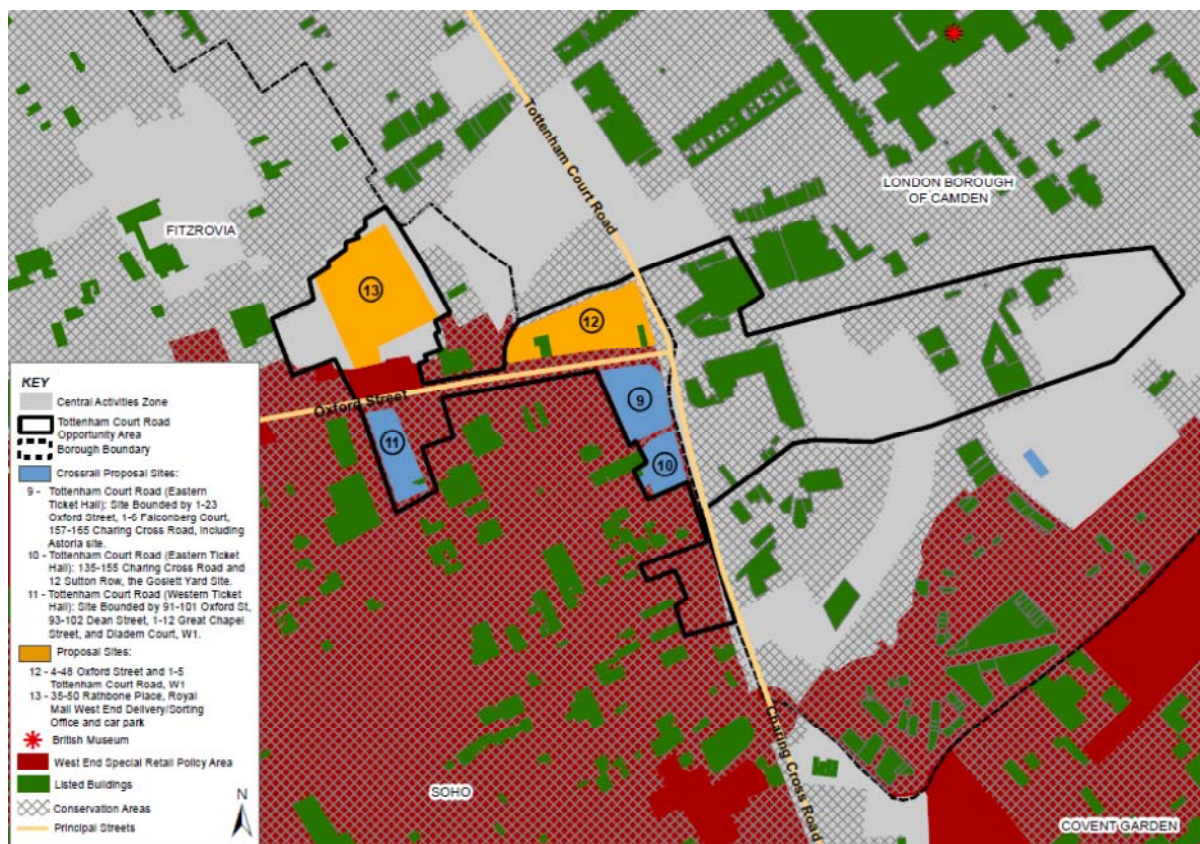 Tottenham Court Road
LONDON BOROUGH
OF CAMDEN
FITZROVIA
13
12
Oxford Street
9
11
10
KEY
Central Activities Zone
Tottenham Court Road
Opportunity Area
Borough Boundary
Crossrail Proposal Sites:
9 - Tottenham Court Road (Eastern
Ticket Hall): Site Bounded by 1-23
Oxford Street, 1-6 Falconberg Court,
157-165 Charing Cross Road, including
Astoria site.
10 - Tottenham Court Road (Eastern Ticket
Hall): 135-155 Charing Cross Road and
12 Sutton Row, the Goslett Yard Site.
11 - Tottenham Court Road (Western Ticket
Hall): Site Bounded by 91-101 Oxford St,
93-102 Dean Street, 1-12 Great Chapel
Street, and Diadem Court, W1.
Proposal Sites:
12 - 4-48 Oxford Street and 1-5
Tottenham Court Road, W1
13 - 35-50 Rathbone Place, Royal
Mail West End Delivery/Sorting
Office and car park
British Museum
West End Special Retail Policy Area
Listed Buildings
Conservation Areas
Principal Streets
N
Charing Cross Road
SOHO
COVENT GARDEN